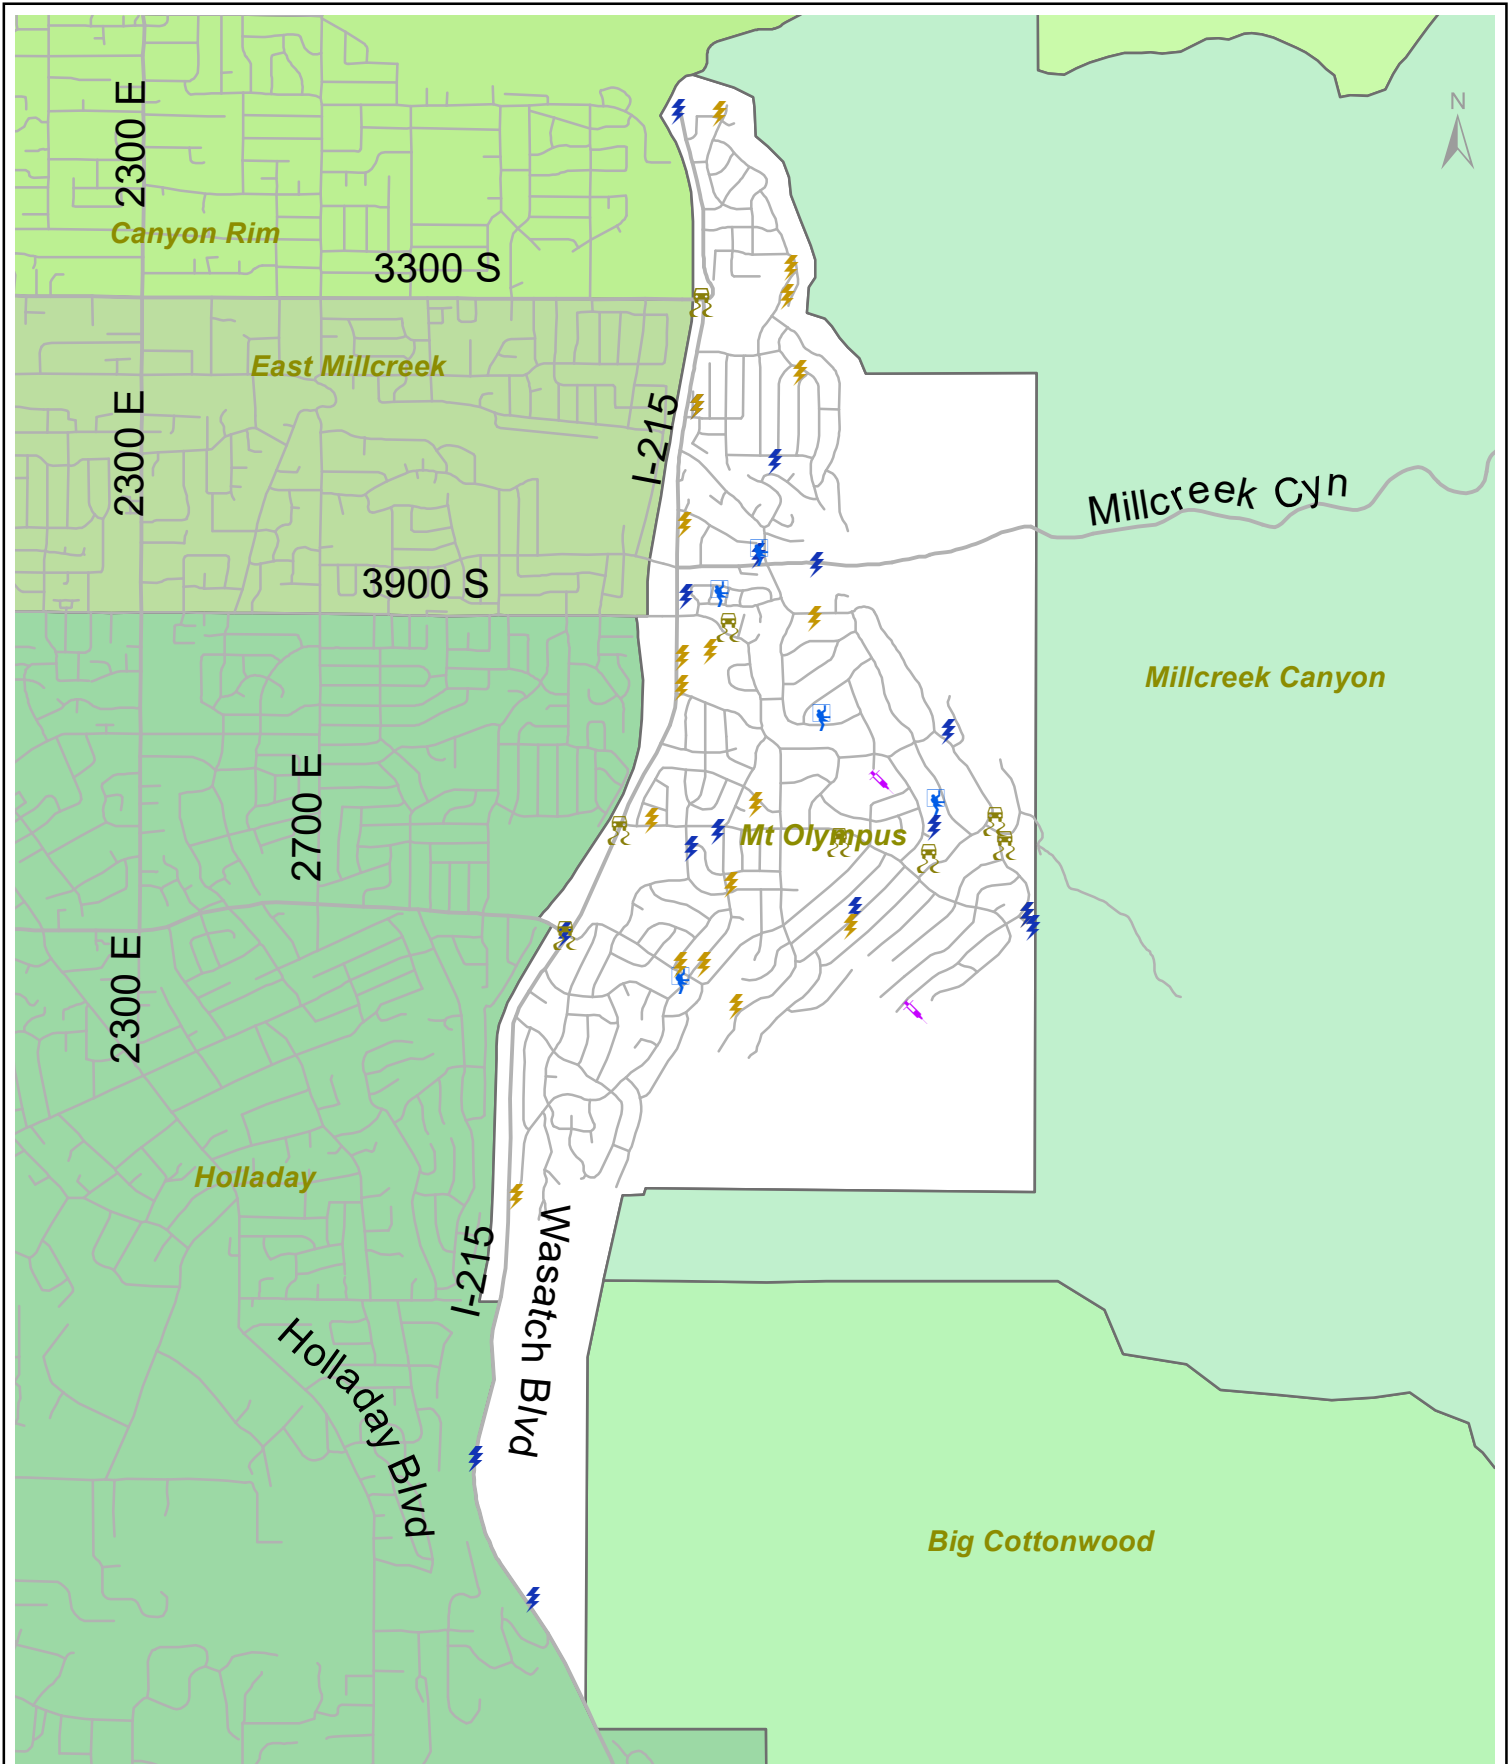 N
2300 E
Canyon Rim
3300 S
East Millcreek
2300 E
I-215
Millcreek Cyn
3900 S
Millcreek Canyon
2700 E
Mt Olympus
2300 E
Holladay
I-215
Wasatch Blvd
Holladay Blvd
Big Cottonwood